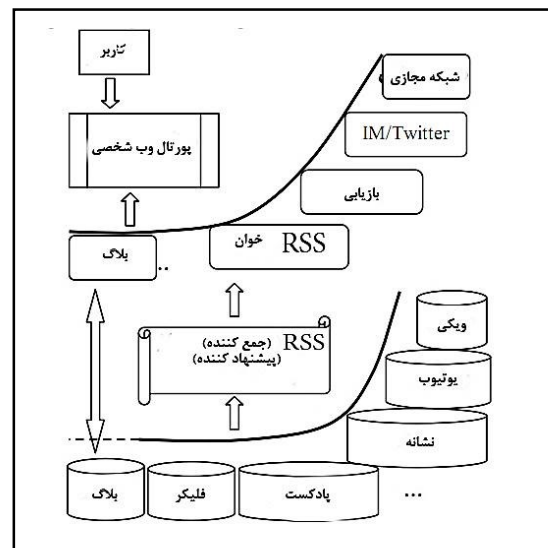 کاربر
شبکه مجازی
IM/Twitter
پورتال وب شخصی
بازیابی
RSS خوان
بلاگ
..
RSS (جمع کننده)
(پیشنهاد کننده)
ویکی
یوتیوب
نشانه
بلاگ
فلیکر
پادکست
...